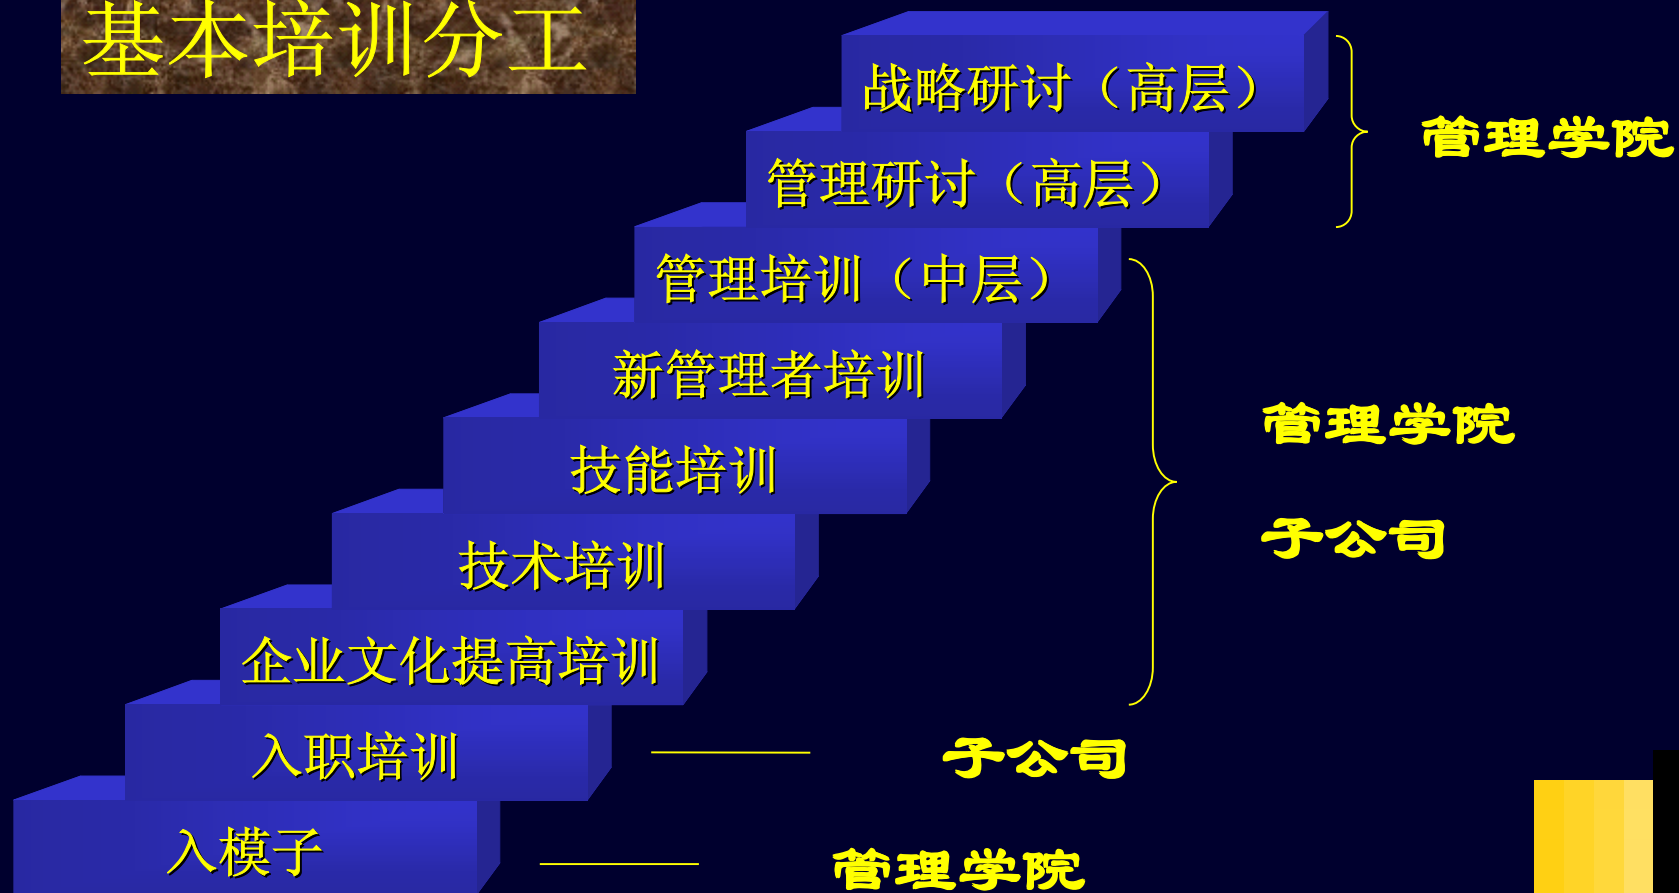 基本培训分工
战略研讨（高层）
管理学院
管理研讨（高层）
管理培训（中层）
新管理者培训
管理学院
技能培训
子公司
技术培训
企业文化提高培训
入职培训
子公司
入模子
管理学院